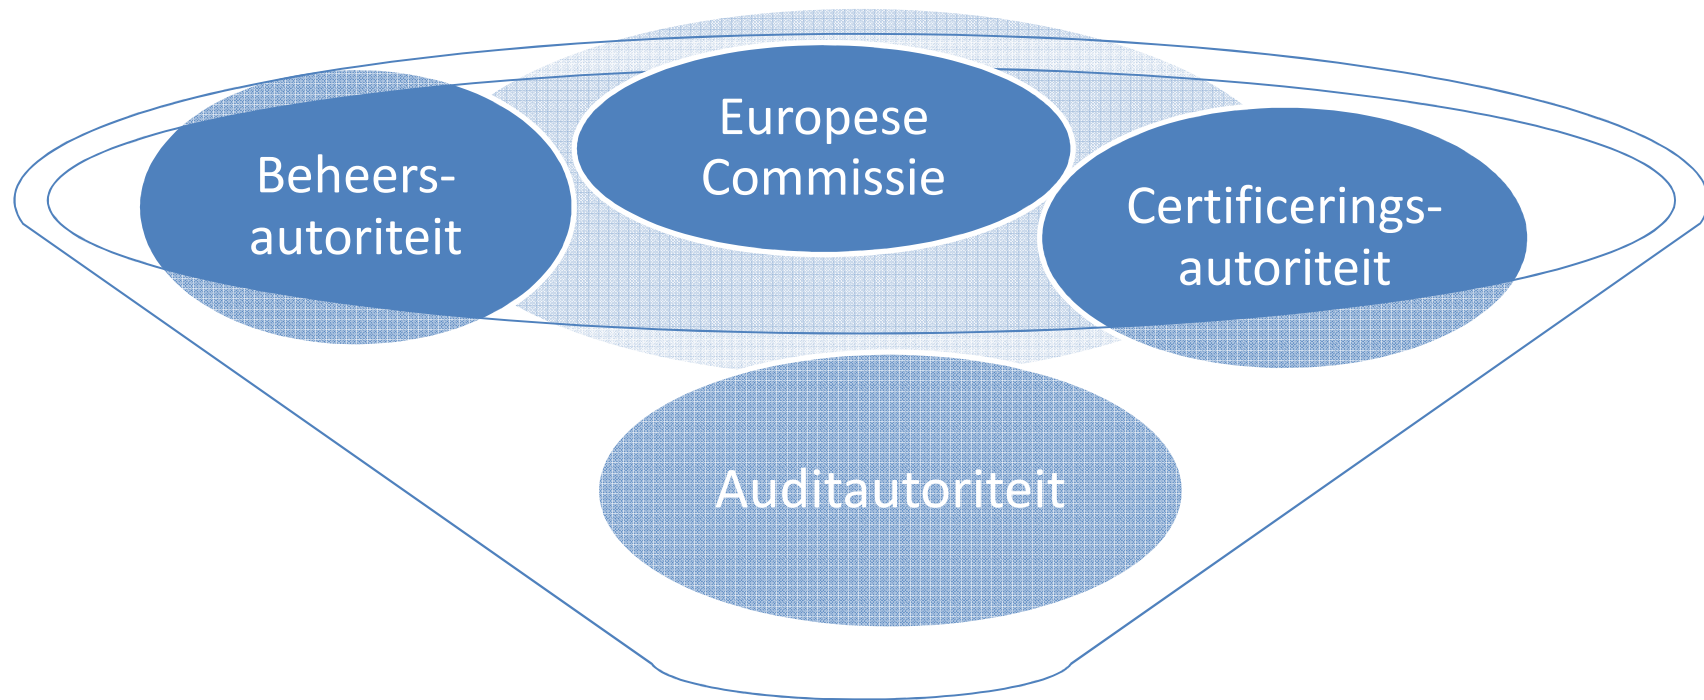 Europese
Commissie
Beheers-
autoriteit
Certificerings-
autoriteit
Auditautoriteit